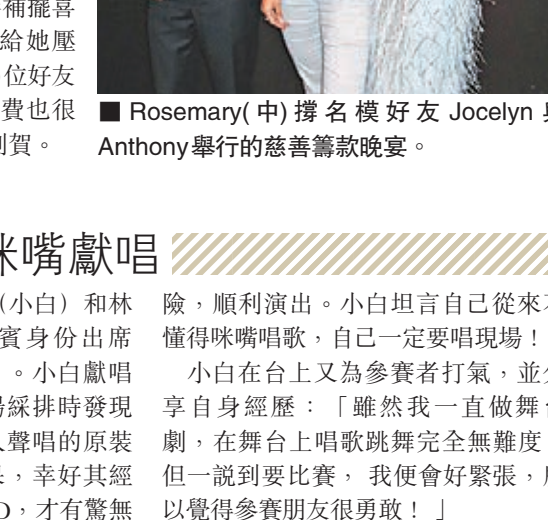 補擺喜
給她壓
位好友
費也很
到賀。
■ Rosemary(中)撐名模好友 Jocelyn 與
Anthony舉行的慈善籌款晚宴。
咪嘴獻唱
(小白)和林
賓身份出席
。小白獻唱
場綵排時發現
人聲唱的原裝
,幸好其經
,才有驚無
險,順利演出。小白坦言自己從來不
懂得咪嘴唱歌,自己一定要唱現場!
小白在台上又為參賽者打氣,並分
享自身經歷:「雖然我一直做舞台
劇,在舞台上唱歌跳舞完全無難度,
但一說到要比賽, 我便會好緊張,所
以覺得參賽朋友很勇敢! 」